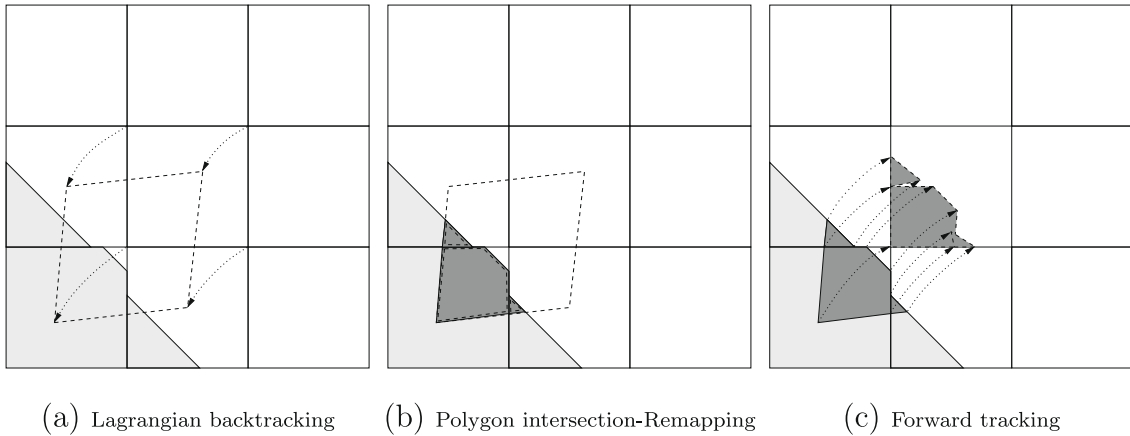 (a) Lagrangian backtracking
(b) Polygon intersection-Remapping
(c) Forward tracking